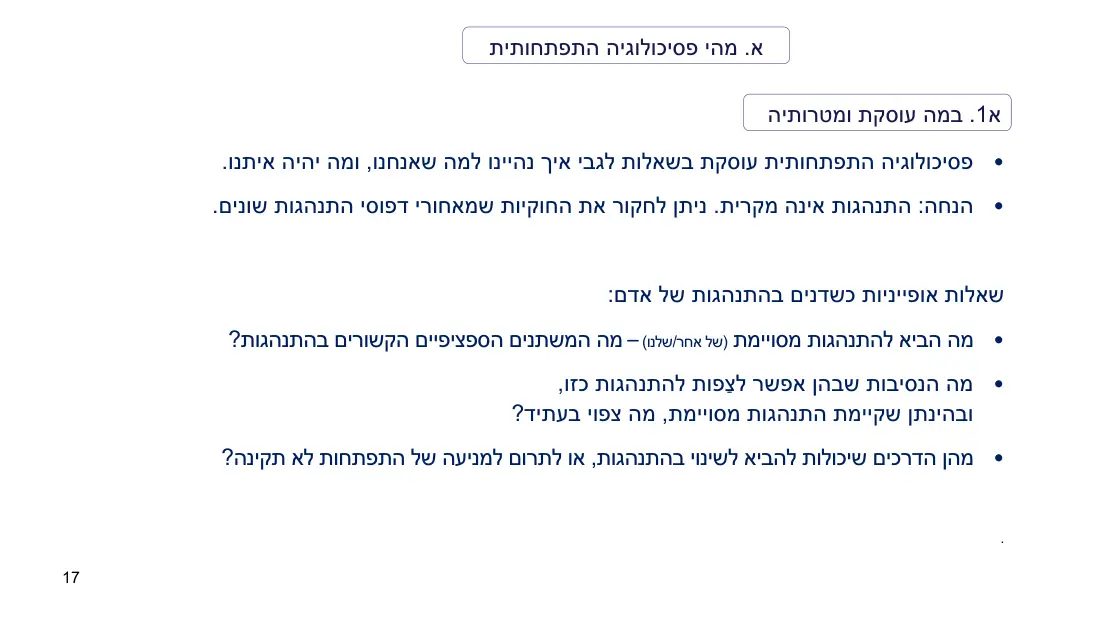 א. מהי פסיכולוגיה התפתחותית
א1. במה עוסקת ומטרותיה
• פסיכולוגיה התפתחותית עוסקת בשאלות לגבי איך נהיינו למה שאנחנו, ומה יהיה איתנו.
• הנחה: התנהגות אינה מקרית. ניתן לחקור את החוקיות שמאחורי דפוסי התנהגות שונים.
שאלות אופייניות כשדנים בהתנהגות של אדם:
• מה הביא להתנהגות מסויימת (של אחר/שלנו) – מה המשתנים הספציפיים הקשורים בהתנהגות?
• מה הנסיבות שבהן אפשר לצַפות להתנהגות כזו,
ובהינתן שקיימת התנהגות מסויימת, מה צפוי בעתיד?
• מהן הדרכים שיכולות להביא לשינוי בהתנהגות, או לתרום למניעה של התפתחות לא תקינה?
.
17